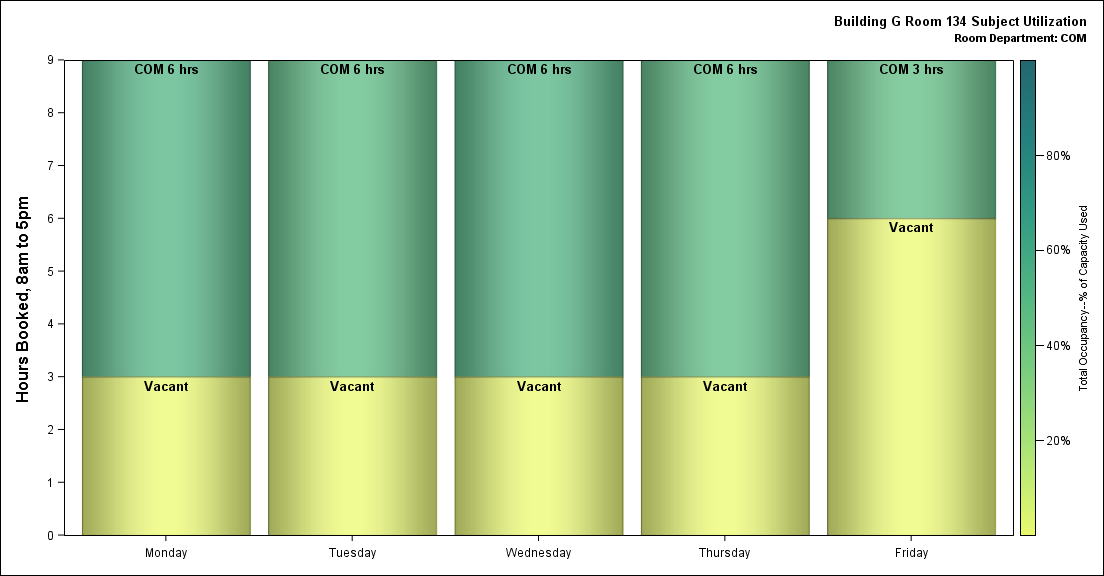 Building G Room 134 Subject Utilization
Room Department: COM
9
8
7
6
5
4
3
2
1
0
Hours Booked, 8am to 5pm
COM 6 hrs
COM 6 hrs
COM 6 hrs
COM 6 hrs
COM 3 hrs
Vacant
Vacant
Vacant
Vacant
Vacant
Monday
Tuesday
Wednesday
Thursday
Friday
80%
60%
40%
20%
Total Occupancy--% of Capacity Used